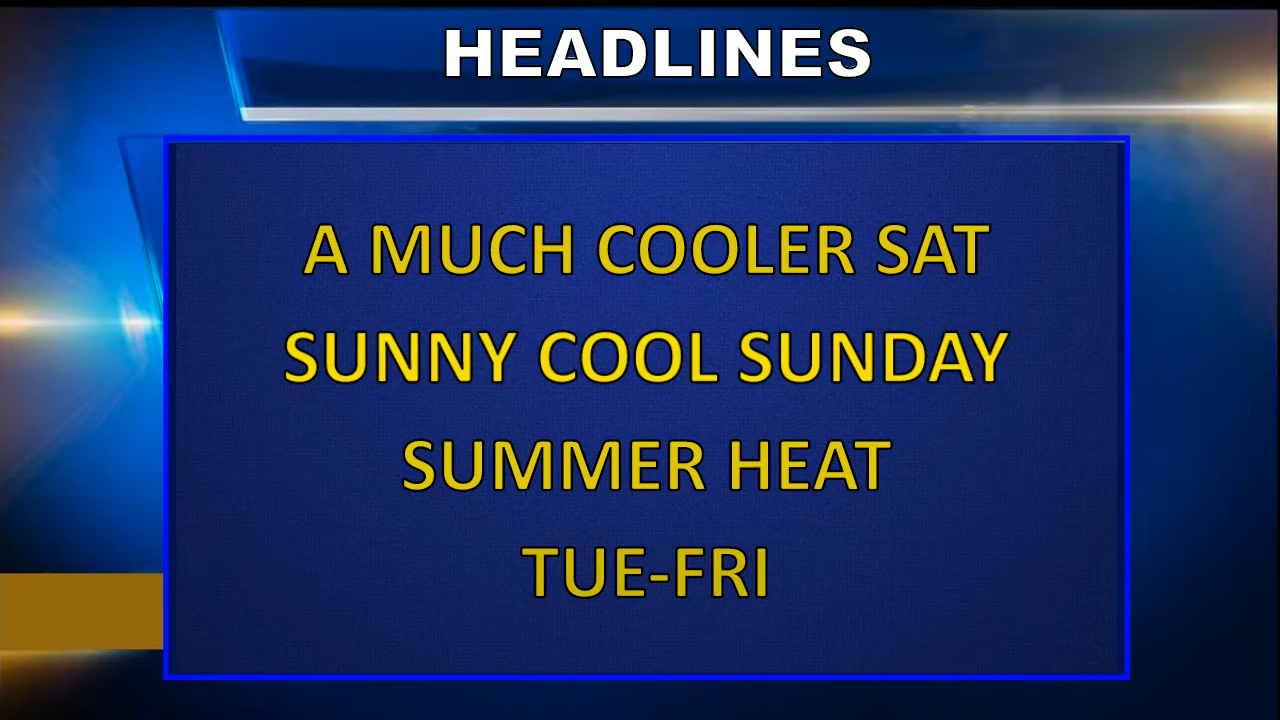 HEADLINES
A MUCH COOLER SAT
SUNNY COOL SUNDAY
SUMMER HEAT
TUE-FRI